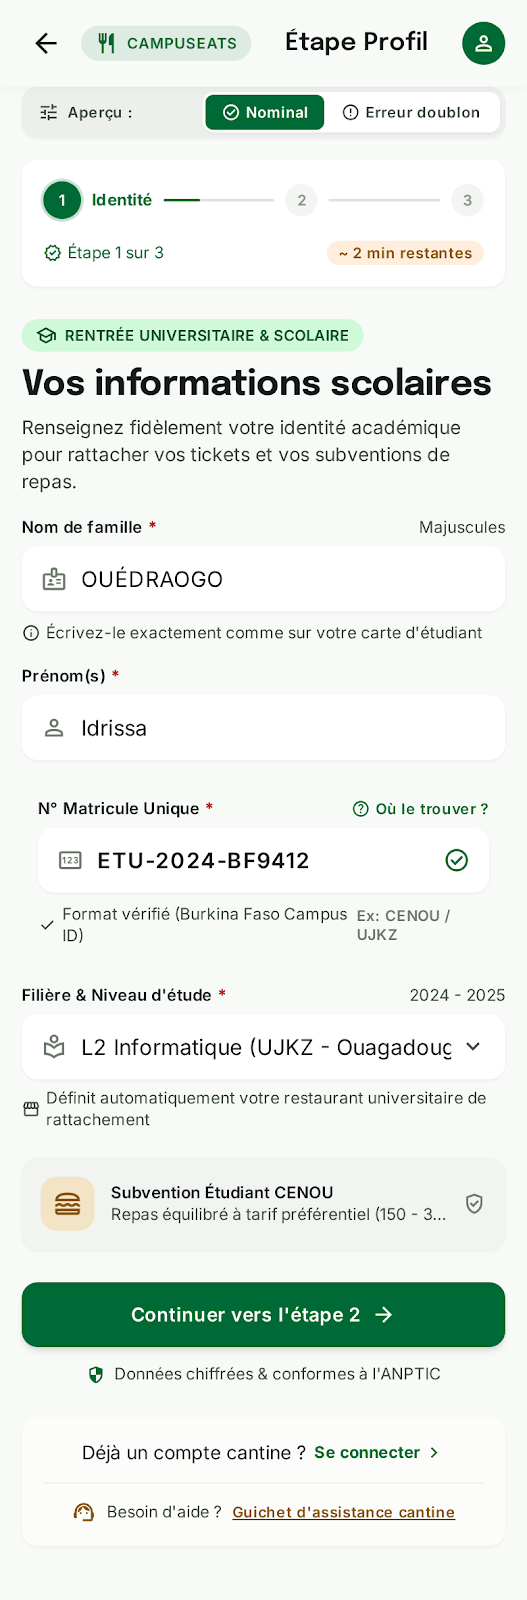 CAMPUSEATS
Étape Profil
Aperçu :
Nominal
Erreur doublon
1 Identité
2
3
Étape 1 sur 3
~ 2 min restantes
RENTRÉE UNIVERSITAIRE & SCOLAIRE
Vos informations scolaires
Renseignez fidèlement votre identité académique
pour rattacher vos tickets et vos subventions de
repas.
Nom de famille *
Majuscules
OUÉDRAOGO
Écrivez-le exactement comme sur votre carte d'étudiant
Prénom(s) *
Idrissa
N° Matricule Unique *
Où le trouver ?
123
ETU-2024-BF9412
Format vérifié (Burkina Faso Campus
ID)
Ex: CENOU /
UJKZ
Filière & Niveau d'étude *
2024 - 2025
L2 Informatique (UJKZ - Ouagadoug
Définit automatiquement votre restaurant universitaire de
rattachement
Subvention Étudiant CENOU
Repas équilibré à tarif préférentiel (150 - 3...
Continuer vers l'étape 2
Données chiffrées & conformes à l'ANPTIC
Déjà un compte cantine ? Se connecter
Besoin d'aide ? Guichet d'assistance cantine